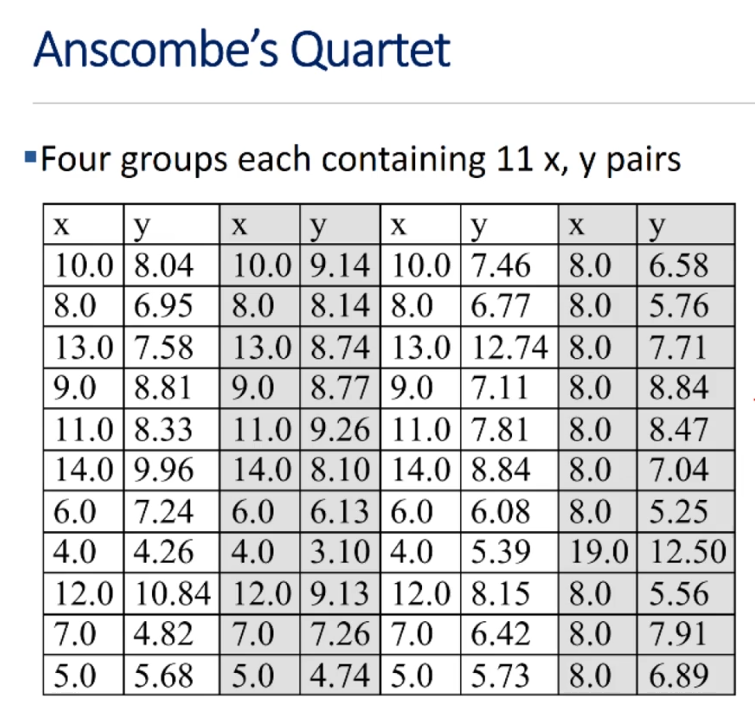 Anscombe's Quartet
▪Four groups each containing 11 x, y pairs
x y x y x y x y
10.0 8.04 10.0 9.14 10.0 7.46 8.0 6.58
8.0 6.95 8.0 8.14 8.0 6.77 8.0 5.76
13.0 7.58 13.0 8.74 13.0 12.74 8.0 7.71
9.0 8.81 9.0 8.77 9.0 7.11 8.0 8.84
11.0 8.33 11.0 9.26 11.0 7.81 8.0 8.47
14.0 9.96 14.0 8.10 14.0 8.84 8.0 7.04
6.0 7.24 6.0 6.13 6.0 6.08 8.0 5.25
4.0 4.26 4.0 3.10 4.0 5.39 19.0 12.50
12.0 10.84 12.0 9.13 12.0 8.15 8.0 5.56
7.0 4.82 7.0 7.26 7.0 6.42 8.0 7.91
5.0 5.68 5.0 4.74 5.0 5.73 8.0 6.89